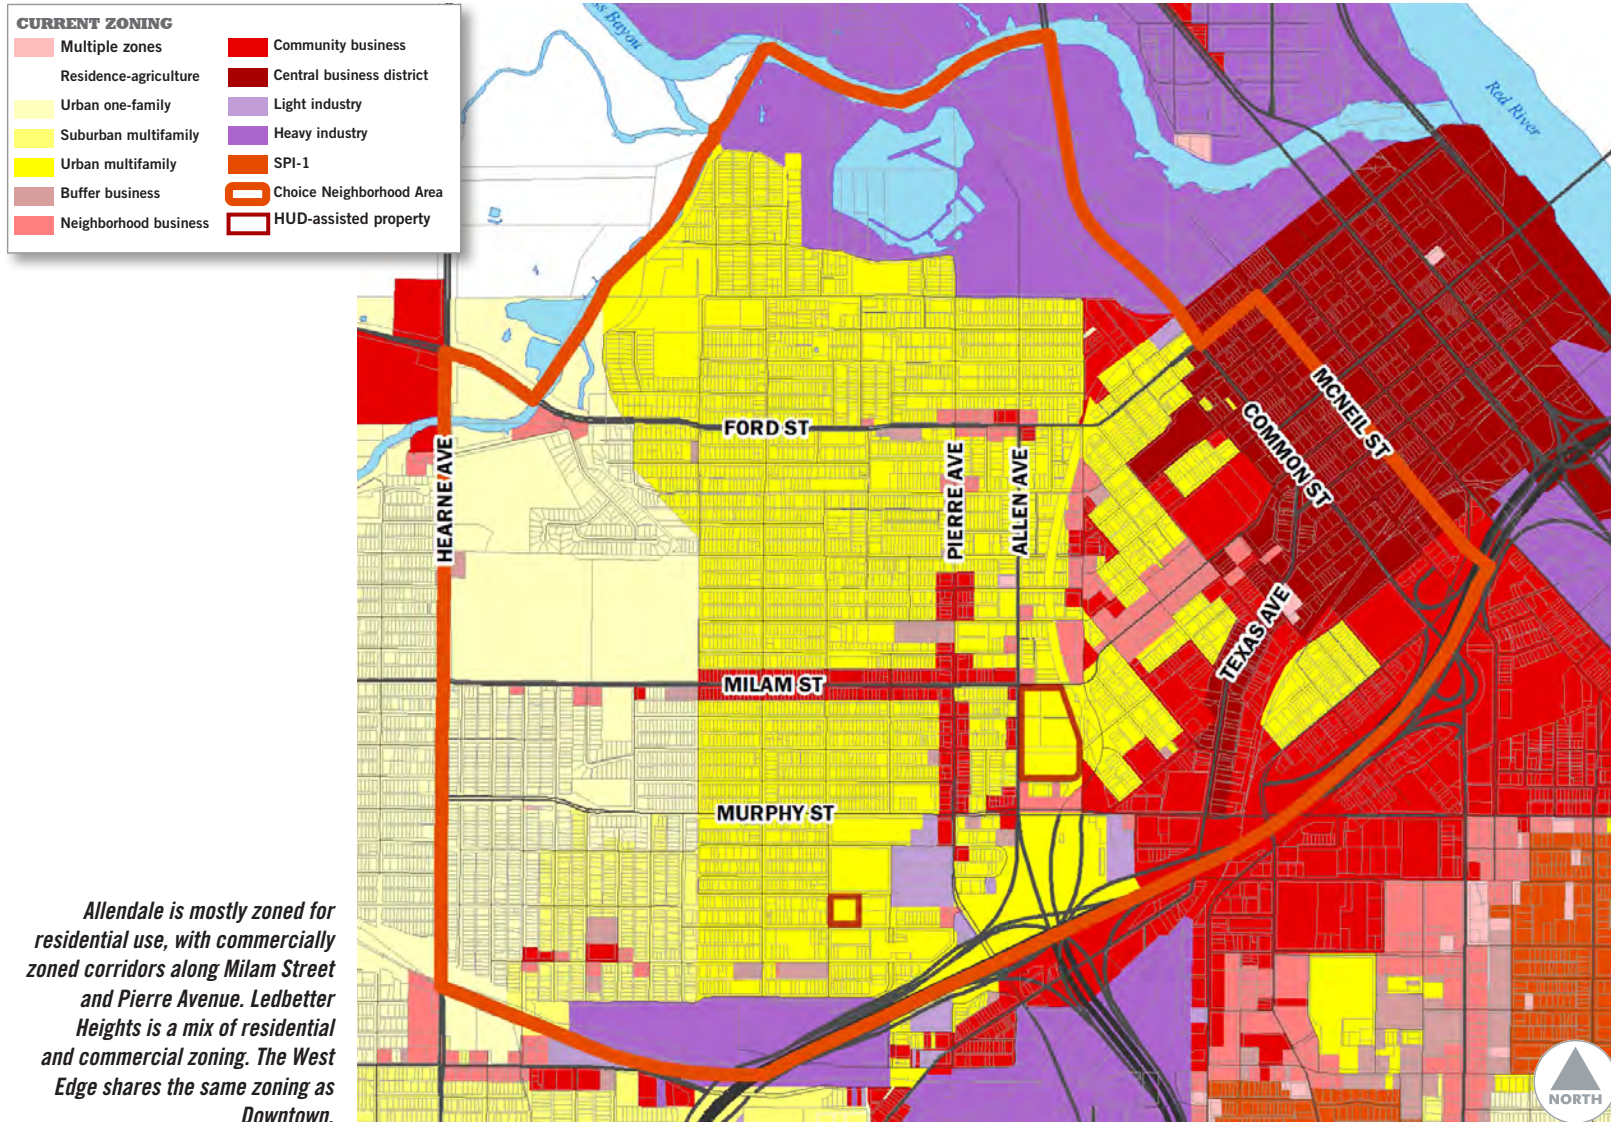 CURRENT ZONING
Multiple zones
Residence-agriculture
Urban one-family
Suburban multifamily
Urban multifamily
Buffer business
Neighborhood business
Community business
Central business district
Light industry
Heavy industry
SPI-1
Choice Neighborhood Area
HUD-assisted property
Bayou
Red River
FORD ST
MCNEIL ST
COMMON ST
HEARNE AVE
PIERRE AVE
ALLEN AVE
TEXAS AVE
MILAM ST
MURPHY ST
Allendale is mostly zoned for
residential use, with commercially
zoned corridors along Milam Street
and Pierre Avenue. Ledbetter
Heights is a mix of residential
and commercial zoning. The West
Edge shares the same zoning as
Downtown.
NORTH